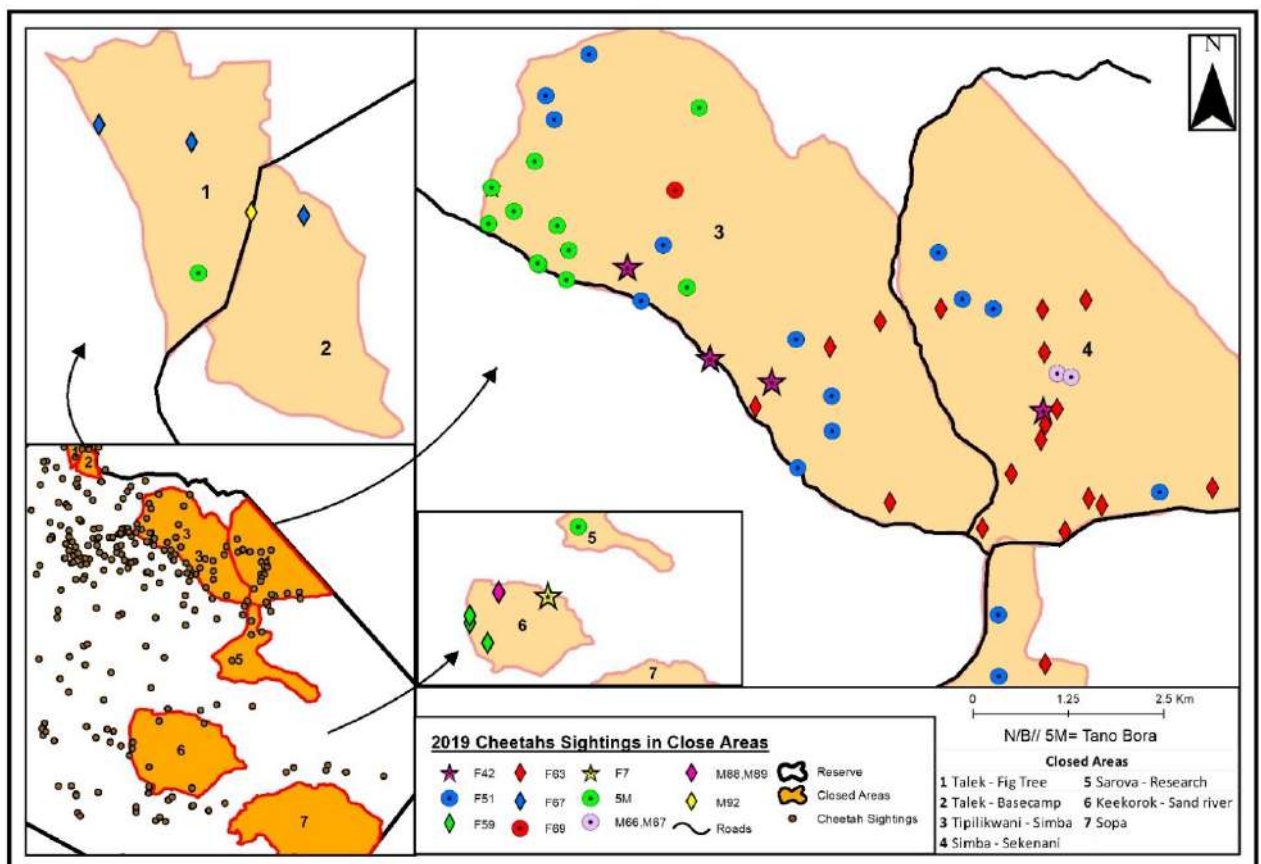 N
1
2
3
4
1
2
3
3
4
5
6
7
5
6
7
2019 Cheetahs Sightings in Close Areas
F42 F63 F7 M88,M89 Reserve
F51 F67 5M M92 Closed Areas
F59 F69 M66,M67 Roads Cheetah Sightings
0 1.25 2.5 Km
N/B// 5M= Tano Bora
Closed Areas
1 Talek - Fig Tree 5 Sarova - Research
2 Talek - Basecamp 6 Keekorok - Sand river
3 Tipilikwani - Simba 7 Sopa
4 Simba - Sekenani